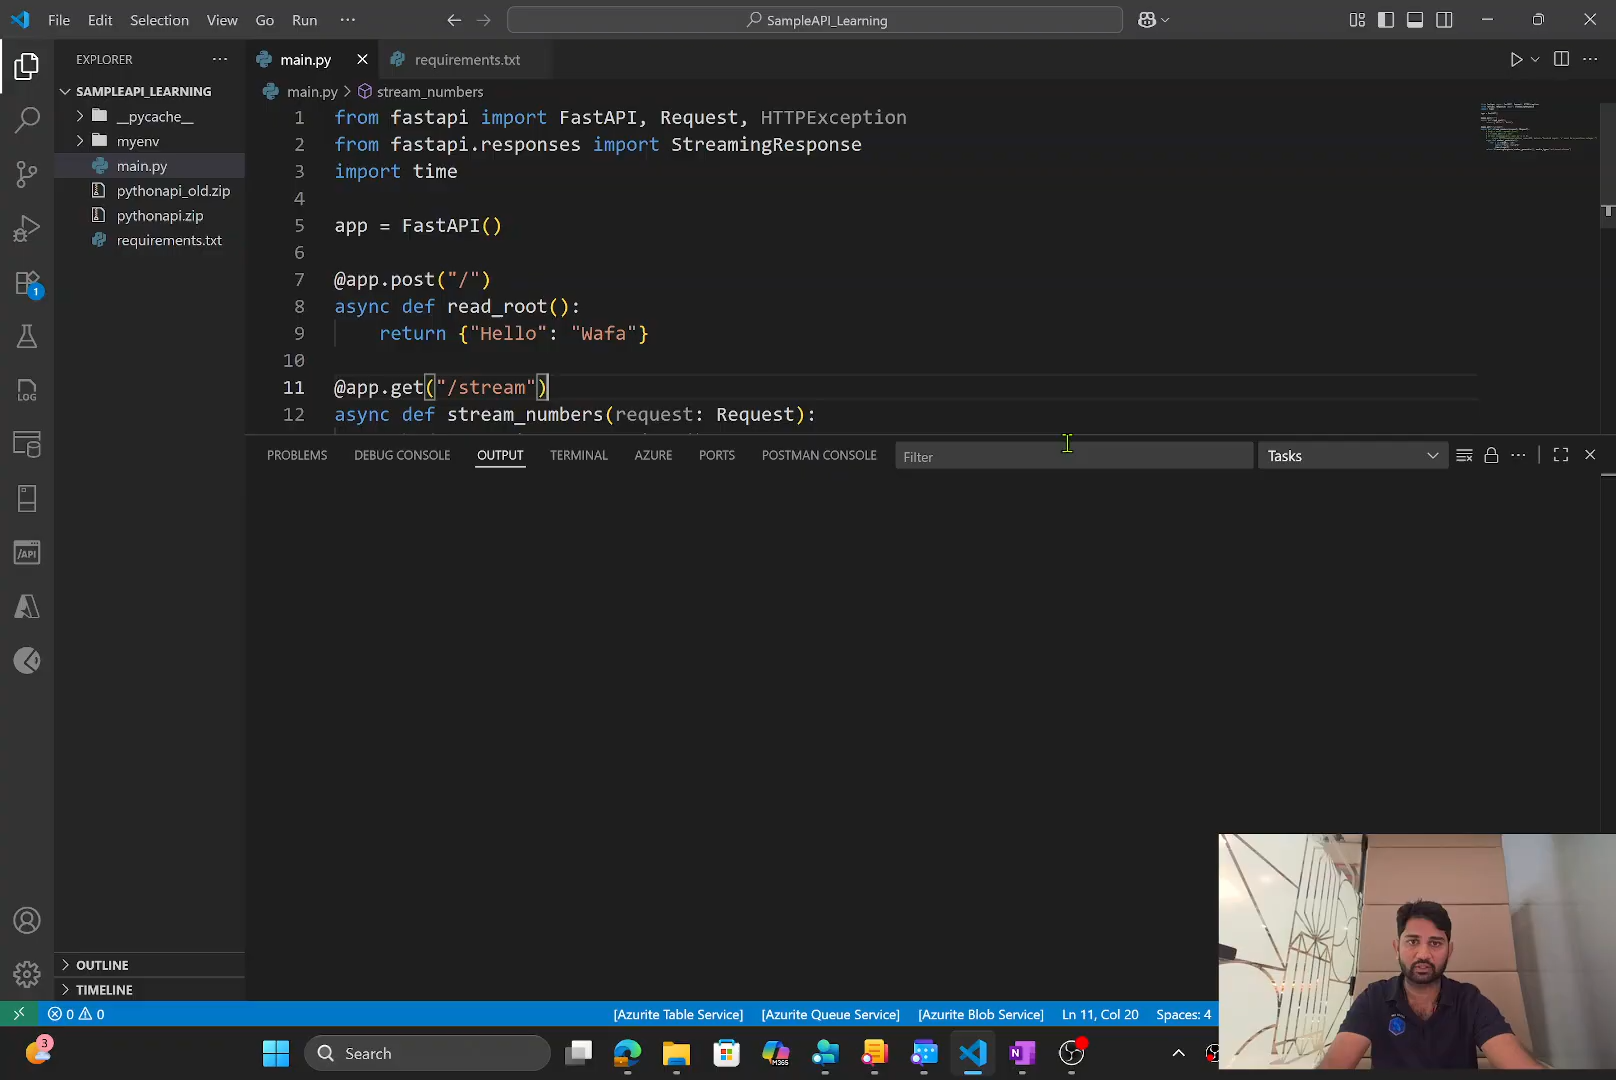 File Edit Selection View Go Run ··· SampleAPI_Learning
EXPLORER ···
SAMPLEAPI_LEARNING
__pycache__
myenv
main.py
pythonapi_old.zip
pythonapi.zip
requirements.txt
1
OUTLINE
TIMELINE
main.py requirements.txt
main.py > stream_numbers
1 from fastapi import FastAPI, Request, HTTPException
2 from fastapi.responses import StreamingResponse
3 import time
4
5 app = FastAPI()
6
7 @app.post("/")
8 async def read_root():
9 return {"Hello": "Wafa"}
10
11 @app.get("/stream")
12 async def stream_numbers(request: Request):
PROBLEMS DEBUG CONSOLE OUTPUT TERMINAL AZURE PORTS POSTMAN CONSOLE Filter Tasks
0 0 [Azurite Table Service] [Azurite Queue Service] [Azurite Blob Service] Ln 11, Col 20 Spaces: 4
3 Search